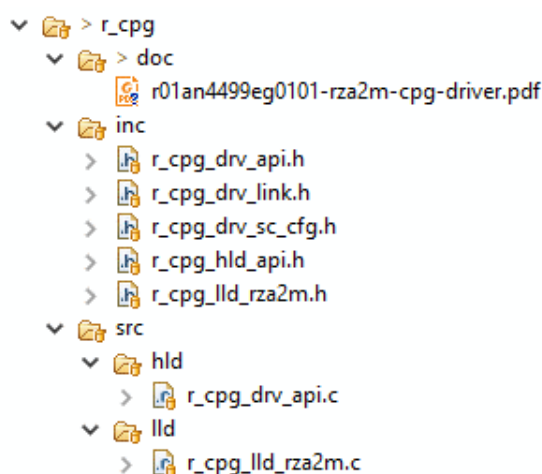 > r_cpg
> doc
r01an4499eg0101-rza2m-cpg-driver.pdf
inc
r_cpg_drv_api.h
r_cpg_drv_link.h
r_cpg_drv_sc_cfg.h
r_cpg_hld_api.h
r_cpg_lld_rza2m.h
src
hld
r_cpg_drv_api.c
lld
r_cpg_lld_rza2m.c